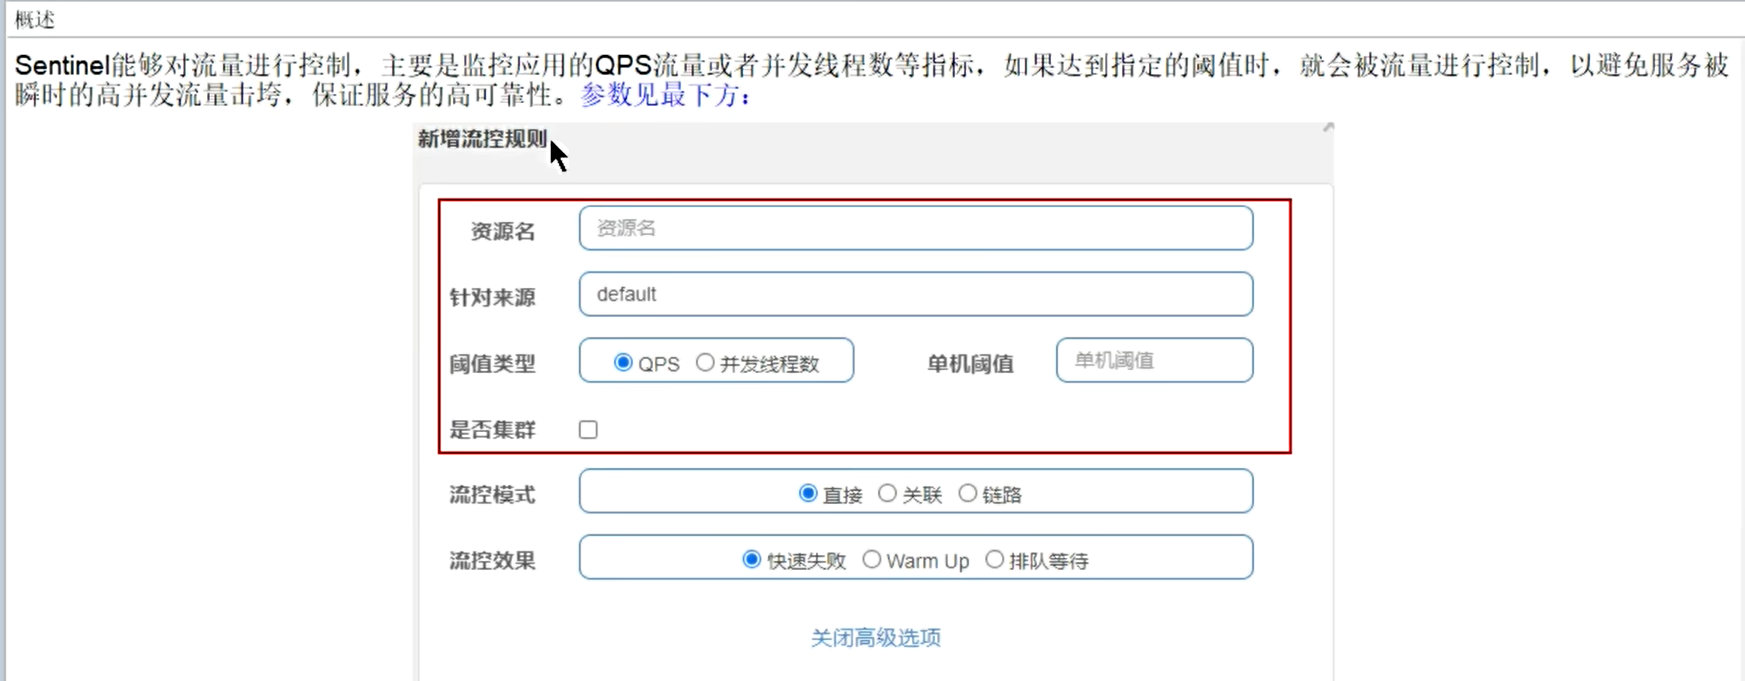 概述
Sentinel能够对流量进行控制，主要是监控应用的QPS流量或者并发线程数等指标，如果达到指定的阈值时，就会被流量进行控制，以避免服务被
瞬时的高并发流量击垮，保证服务的高可靠性。参数见最下方：
新增流控规则
资源名 资源名
针对来源 default
阈值类型 QPS 并发线程数 单机阈值 单机阈值
是否集群
流控模式 直接 关联 链路
流控效果 快速失败 Warm Up 排队等待
关闭高级选项